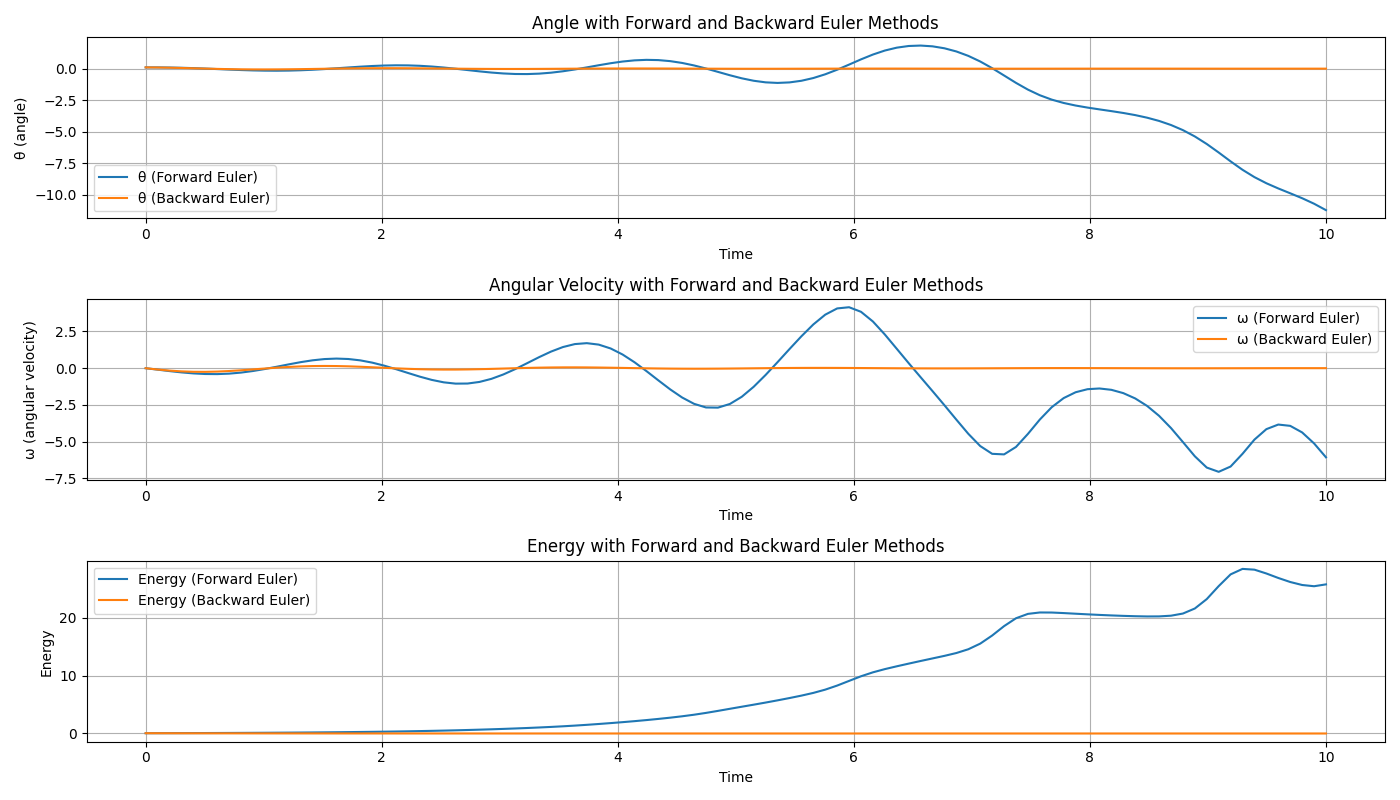 Angle with Forward and Backward Euler Methods
θ (angle)
0.0
−2.5
−5.0
−7.5
−10.0
θ (Forward Euler)
θ (Backward Euler)
0 2 4 6 8 10
Time
Angular Velocity with Forward and Backward Euler Methods
ω (angular velocity)
2.5
0.0
−2.5
−5.0
−7.5
ω (Forward Euler)
ω (Backward Euler)
0 2 4 6 8 10
Time
Energy with Forward and Backward Euler Methods
Energy
20
10
0
Energy (Forward Euler)
Energy (Backward Euler)
0 2 4 6 8 10
Time